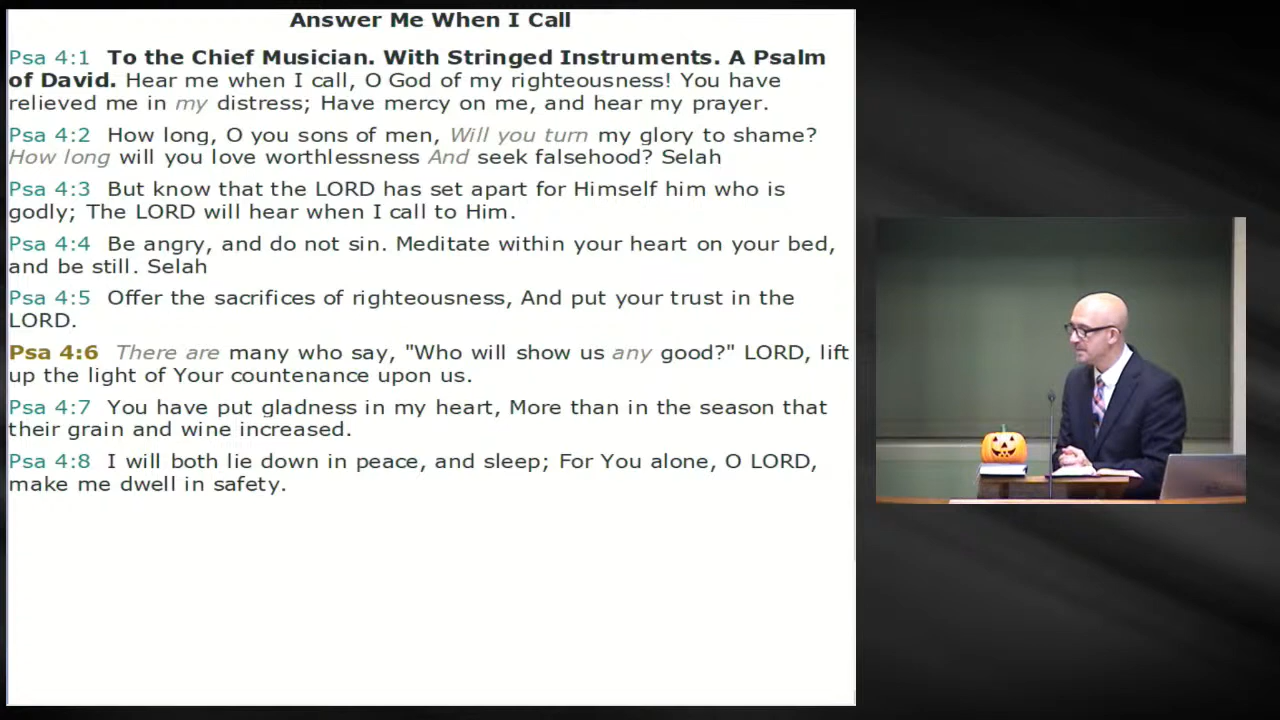 Answer Me When I Call
Psa 4:1 To the Chief Musician. With Stringed Instruments. A Psalm
of David. Hear me when I call, O God of my righteousness! You have
relieved me in my distress; Have mercy on me, and hear my prayer.
Psa 4:2 How long, O you sons of men, Will you turn my glory to shame?
How long will you love worthlessness And seek falsehood? Selah
Psa 4:3 But know that the LORD has set apart for Himself him who is
godly; The LORD will hear when I call to Him.
Psa 4:4 Be angry, and do not sin. Meditate within your heart on your bed,
and be still. Selah
Psa 4:5 Offer the sacrifices of righteousness, And put your trust in the
LORD.
Psa 4:6 There are many who say, "Who will show us any good?" LORD, lift
up the light of Your countenance upon us.
Psa 4:7 You have put gladness in my heart, More than in the season that
their grain and wine increased.
Psa 4:8 I will both lie down in peace, and sleep; For You alone, O LORD,
make me dwell in safety.